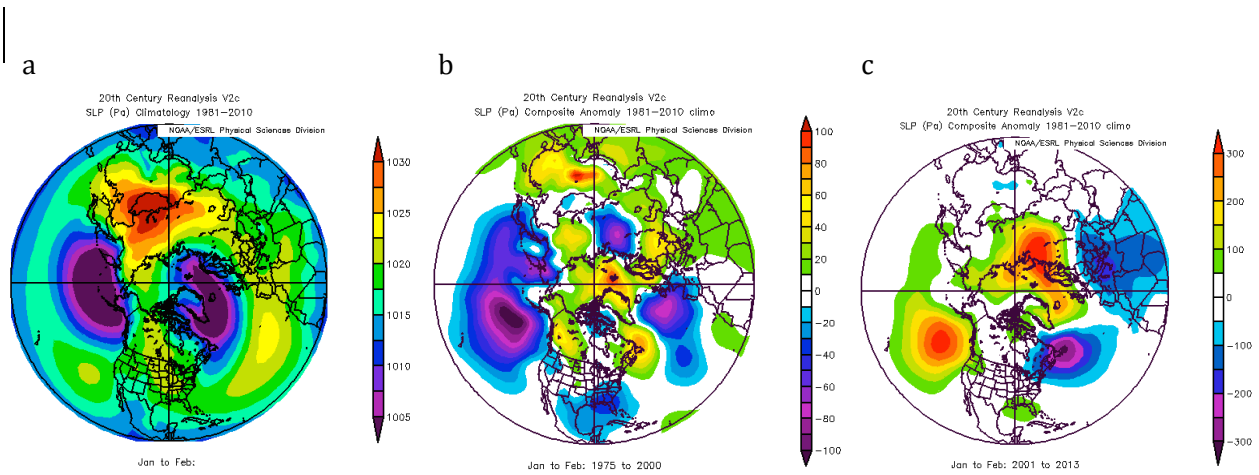 a
20th Century Reanalysis V2c
SLP (Pa) Climatology 1981−2010
NOAA/ESRL Physical Sciences Division
1030
1025
1020
1015
1010
1005
Jan to Feb:
b
20th Century Reanalysis V2c
SLP (Pa) Composite Anomaly 1981−2010 climo
NOAA/ESRL Physical Sciences Division
100
80
60
40
20
0
−20
−40
−60
−80
−100
Jan to Feb: 1975 to 2000
c
20th Century Reanalysis V2c
SLP (Pa) Composite Anomaly 1981−2010 climo
NOAA/ESRL Physical Sciences Division
300
200
100
0
−100
−200
−300
Jan to Feb: 2001 to 2013